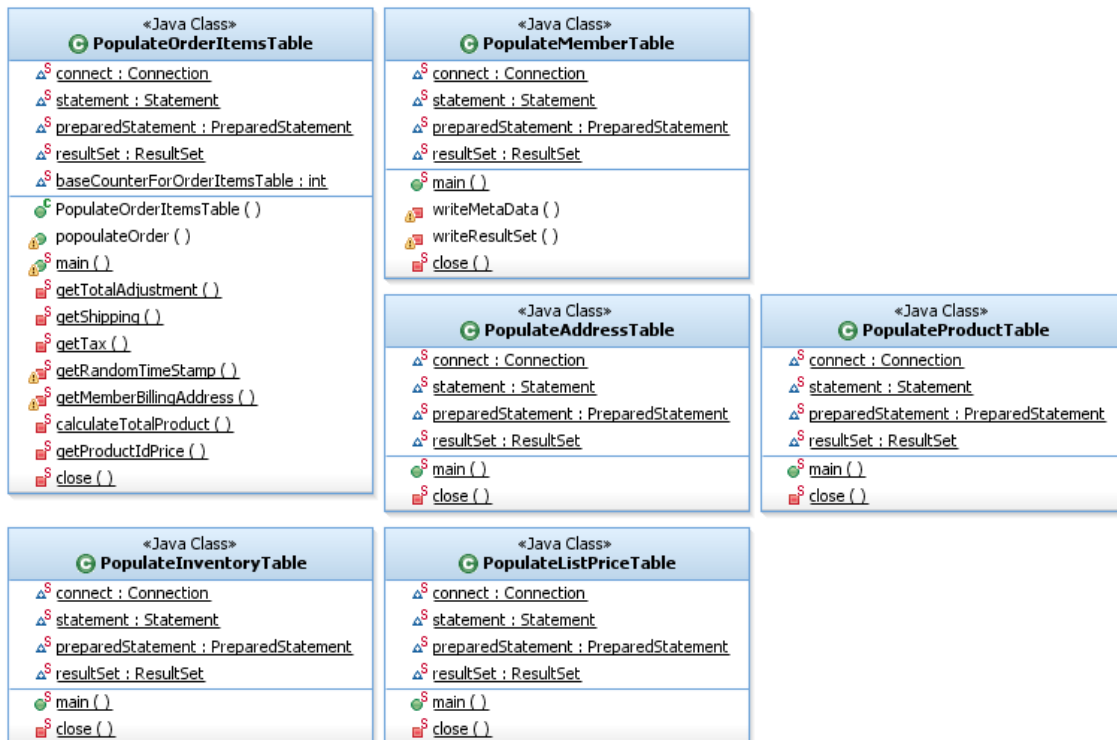 «Java Class»
PopulateOrderItemsTable
connect : Connection
statement : Statement
preparedStatement : PreparedStatement
resultSet : ResultSet
baseCounterForOrderItemsTable : int
PopulateOrderItemsTable ( )
popoulateOrder ( )
main ( )
getTotalAdjustment ( )
getShipping ( )
getTax ( )
getRandomTimeStamp ( )
getMemberBillingAddress ( )
calculateTotalProduct ( )
getProductIdPrice ( )
close ( )
«Java Class»
PopulateMemberTable
connect : Connection
statement : Statement
preparedStatement : PreparedStatement
resultSet : ResultSet
main ( )
writeMetaData ( )
writeResultSet ( )
close ( )
«Java Class»
PopulateAddressTable
connect : Connection
statement : Statement
preparedStatement : PreparedStatement
resultSet : ResultSet
main ( )
close ( )
«Java Class»
PopulateProductTable
connect : Connection
statement : Statement
preparedStatement : PreparedStatement
resultSet : ResultSet
main ( )
close ( )
«Java Class»
PopulateInventoryTable
connect : Connection
statement : Statement
preparedStatement : PreparedStatement
resultSet : ResultSet
main ( )
close ( )
«Java Class»
PopulateListPriceTable
connect : Connection
statement : Statement
preparedStatement : PreparedStatement
resultSet : ResultSet
main ( )
close ( )